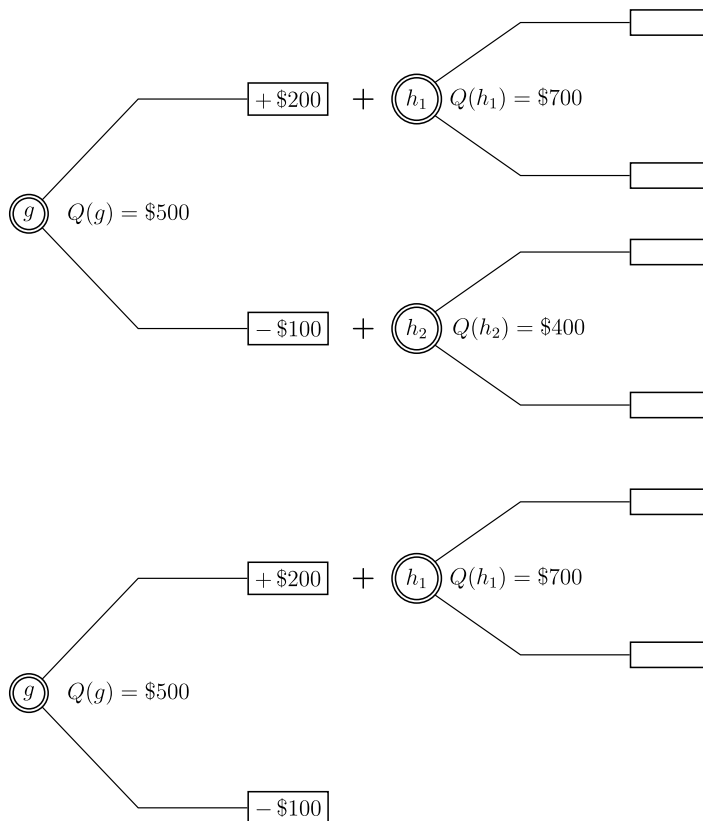 + $200 + h₁ Q(h₁) = $700
g Q(g) = $500
− $100 + h₂ Q(h₂) = $400
+ $200 + h₁ Q(h₁) = $700
g Q(g) = $500
− $100